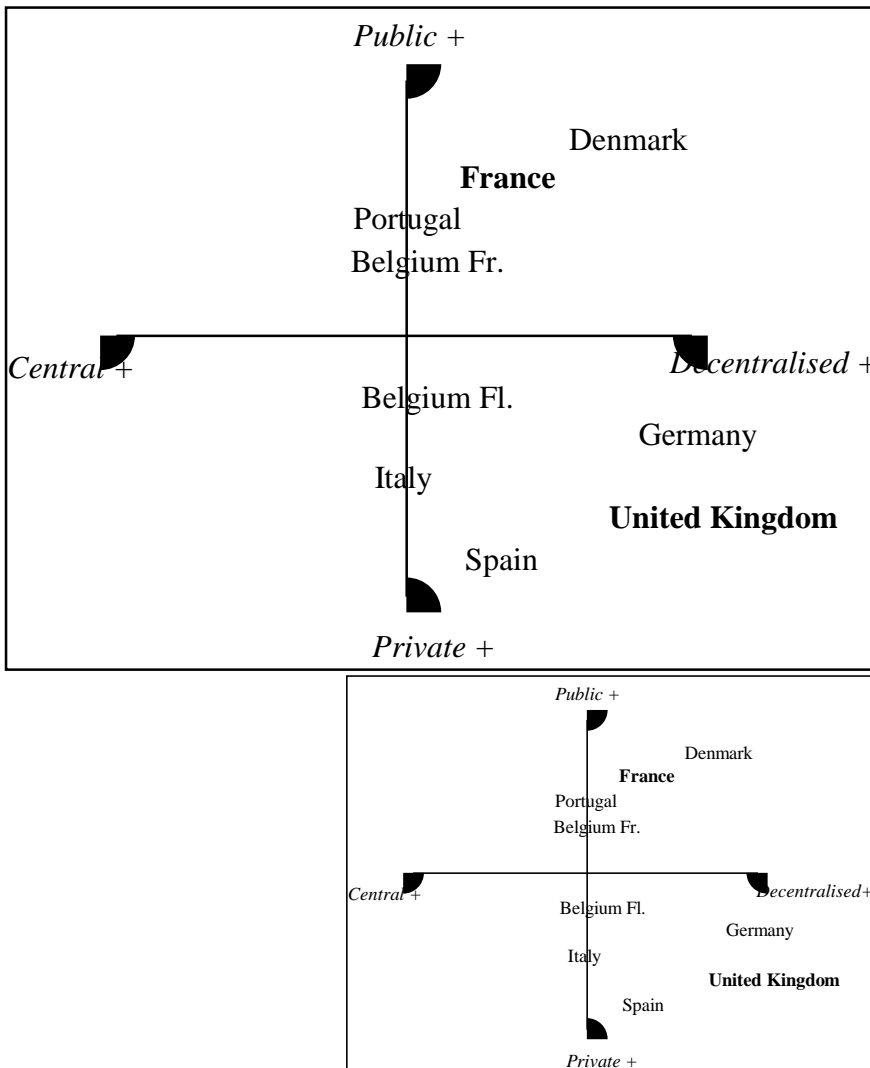 Public +
Denmark
France
Portugal
Belgium Fr.
Central +
Decentralised +
Belgium Fl.
Germany
Italy
United Kingdom
Spain
Private +
Public +
Denmark
France
Portugal
Belgium Fr.
Central +
Decentralised+
Belgium Fl.
Germany
Italy
United Kingdom
Spain
Private +